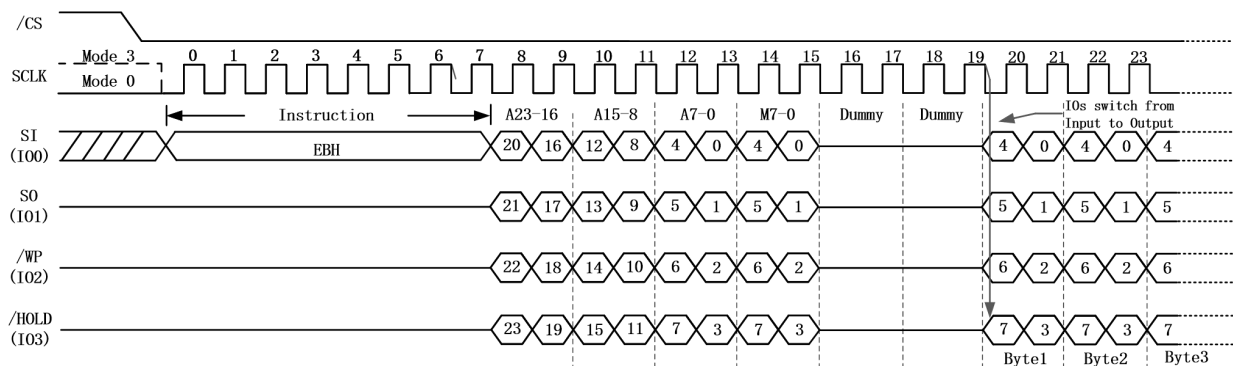 /CS
Mode 3
0 1 2 3 4 5 6 7 8 9 10 11 12 13 14 15 16 17 18 19 20 21 22 23
SCLK
Mode 0
Instruction A23-16 A15-8 A7-0 M7-0 Dummy Dummy
IOs switch from
Input to Output
SI
(IO0)
EBH 20 16 12 8 4 0 4 0 4 0 4 0 4
SO
(IO1)
21 17 13 9 5 1 5 1 5 1 5 1 5
/WP
(IO2)
22 18 14 10 6 2 6 2 6 2 6 2 6
/HOLD
(IO3)
23 19 15 11 7 3 7 3 7 3 7 3 7
Byte1 Byte2 Byte3